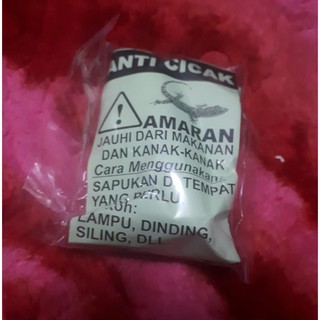 ANTI CICAK
AMARAN
JAUHI DARI MAKANAN
DAN KANAK-KANAK
Cara Menggunakan
SAPUKAN DI TEMPAT
YANG PERLU
LAMPU, DINDING,
SILING, DLL